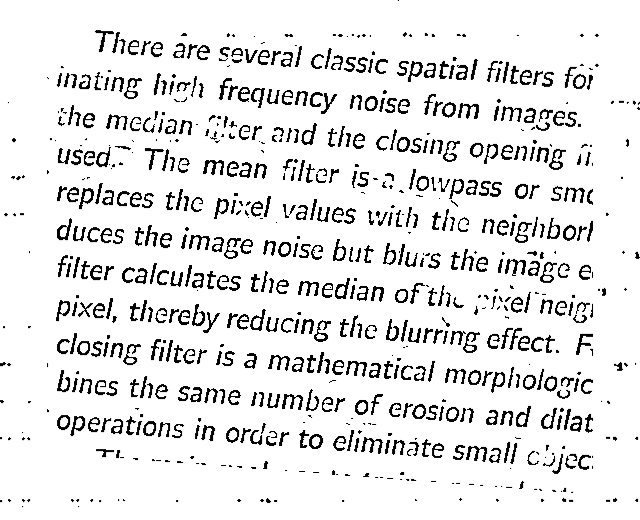 There are several classic spatial filters for
inating high frequency noise from images.
the median filter and the closing opening fi
used. The mean filter is a lowpass or smo
replaces the pixel values with the neighborh
duces the image noise but blurs the image e
filter calculates the median of the pixel neigh
pixel, thereby reducing the blurring effect. F
closing filter is a mathematical morphologic
bines the same number of erosion and dilat
operations in order to eliminate small objec